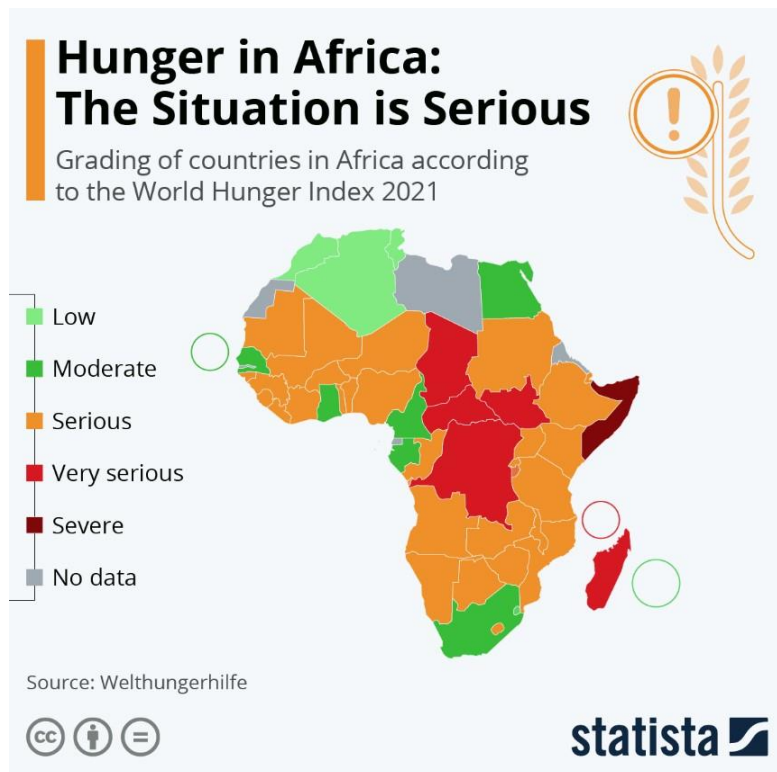 Hunger in Africa:
The Situation is Serious
Grading of countries in Africa according
to the World Hunger Index 2021
!
Low
Moderate
Serious
Very serious
Severe
No data
Source: Welthungerhilfe
cc
=
statista